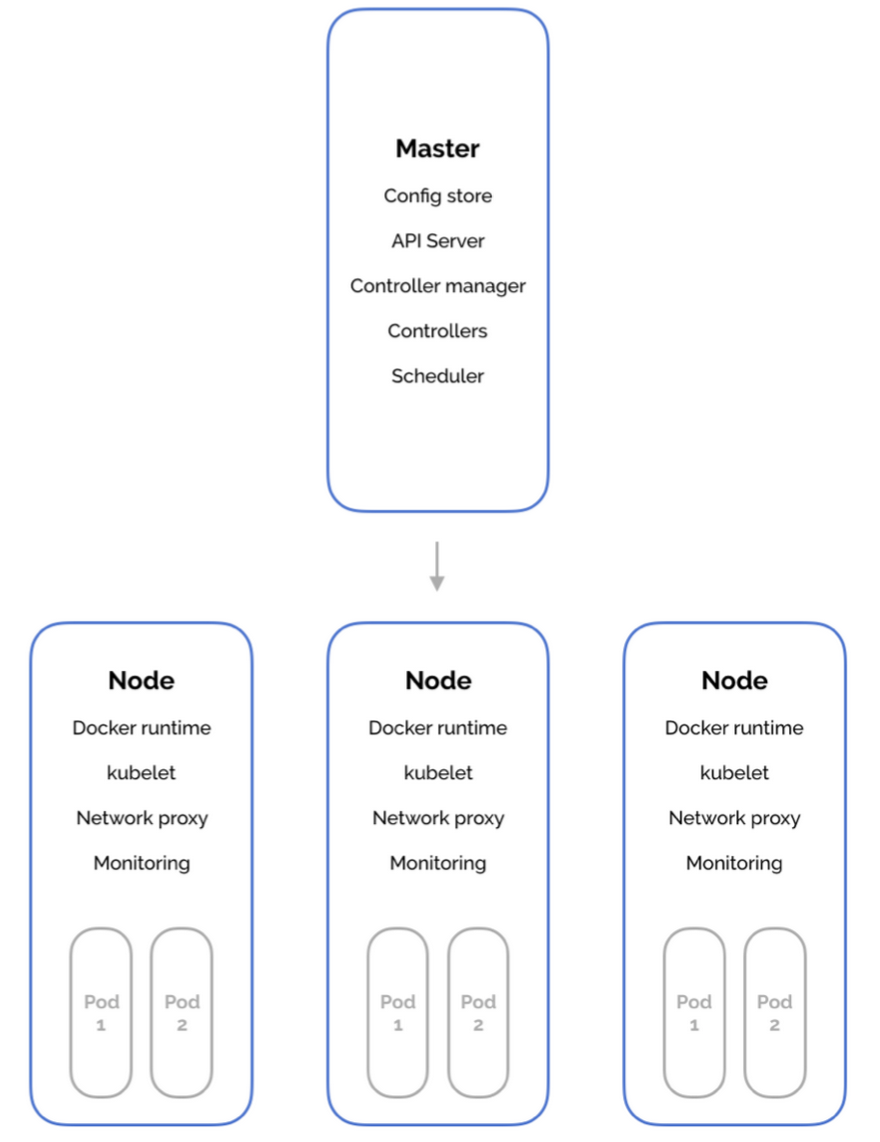 Master
Config store
API Server
Controller manager
Controllers
Scheduler
Node
Docker runtime
kubelet
Network proxy
Monitoring
Pod
1
Pod
2
Node
Docker runtime
kubelet
Network proxy
Monitoring
Pod
1
Pod
2
Node
Docker runtime
kubelet
Network proxy
Monitoring
Pod
1
Pod
2